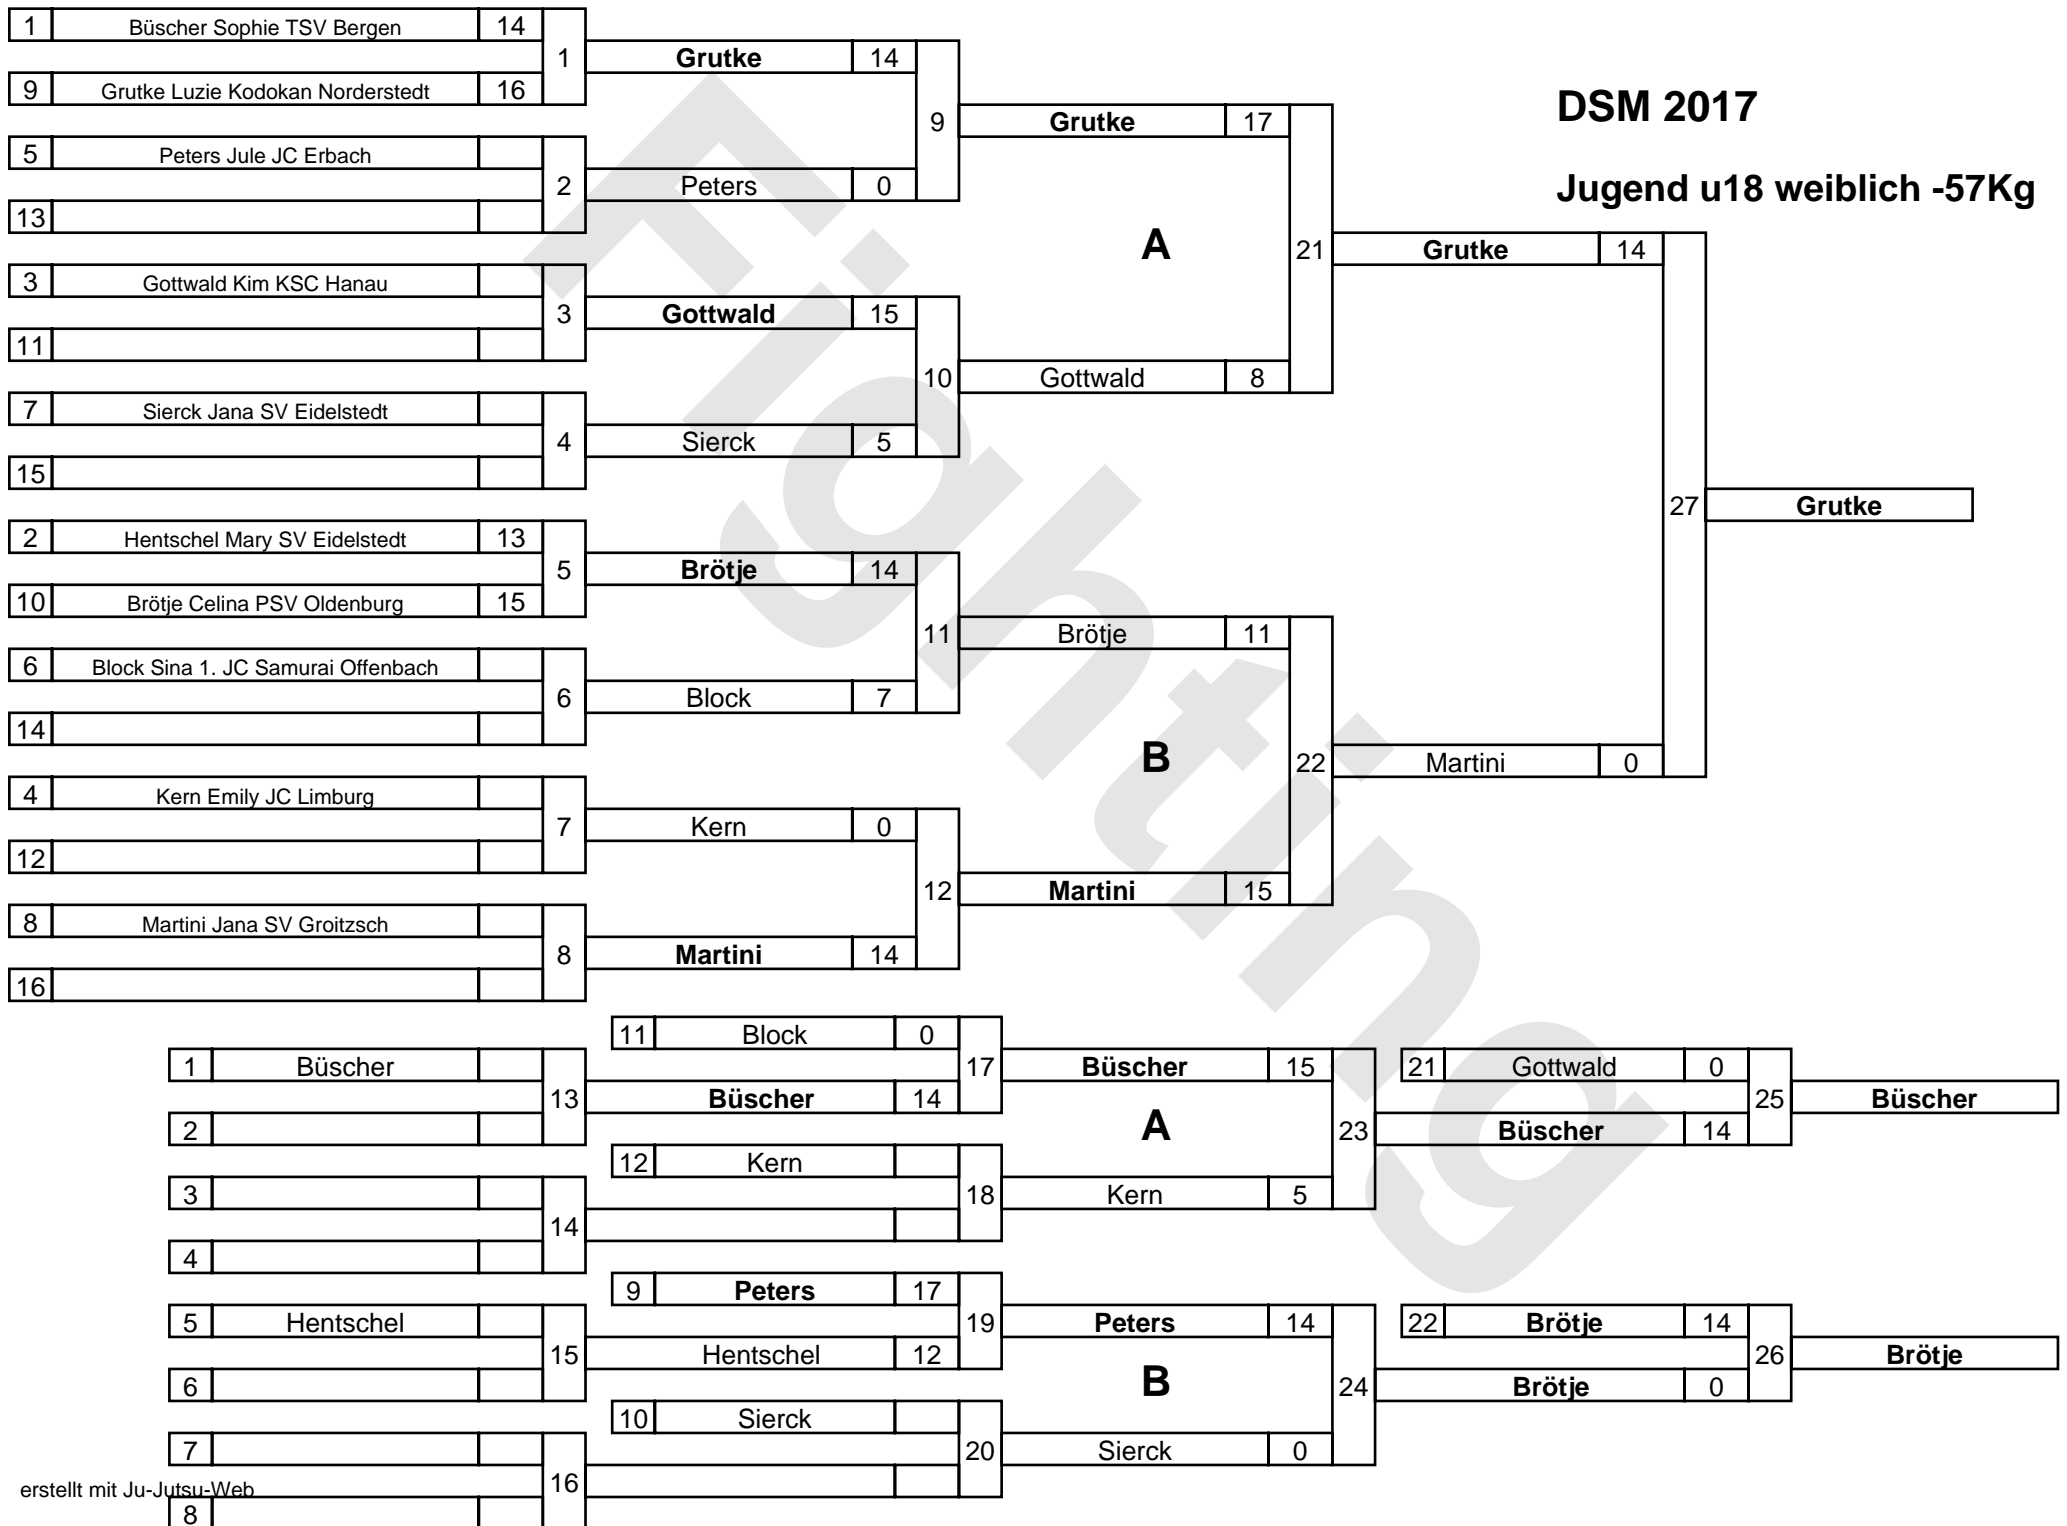 DSM 2017
Jugend u18 weiblich -57Kg
1 Büscher Sophie TSV Bergen 14
1 Grutke 14
9 Grutke Luzie Kodokan Norderstedt 16
9 Grutke 17
5 Peters Jule JC Erbach
2 Peters 0
13
A
21 Grutke 14
3 Gottwald Kim KSC Hanau
3 Gottwald 15
11
10 Gottwald 8
7 Sierck Jana SV Eidelstedt
4 Sierck 5
15
27 Grutke
2 Hentschel Mary SV Eidelstedt 13
5 Brötje 14
10 Brötje Celina PSV Oldenburg 15
11 Brötje 11
6 Block Sina 1. JC Samurai Offenbach
6 Block 7
14
B
22 Martini 0
4 Kern Emily JC Limburg
7 Kern 0
12
12 Martini 15
8 Martini Jana SV Groitzsch
8 Martini 14
16
11 Block 0
1 Büscher
17 Büscher 15
21 Gottwald 0
13 Büscher 14
25 Büscher
2
A
23 Büscher 14
12 Kern
3
18 Kern 5
14
4
9 Peters 17
5 Hentschel
19 Peters 14
22 Brötje 14
15 Hentschel 12
26 Brötje
6
B
24 Brötje 0
10 Sierck
7
20 Sierck 0
16
erstellt mit Ju-Jutsu-Web
8
Fighting